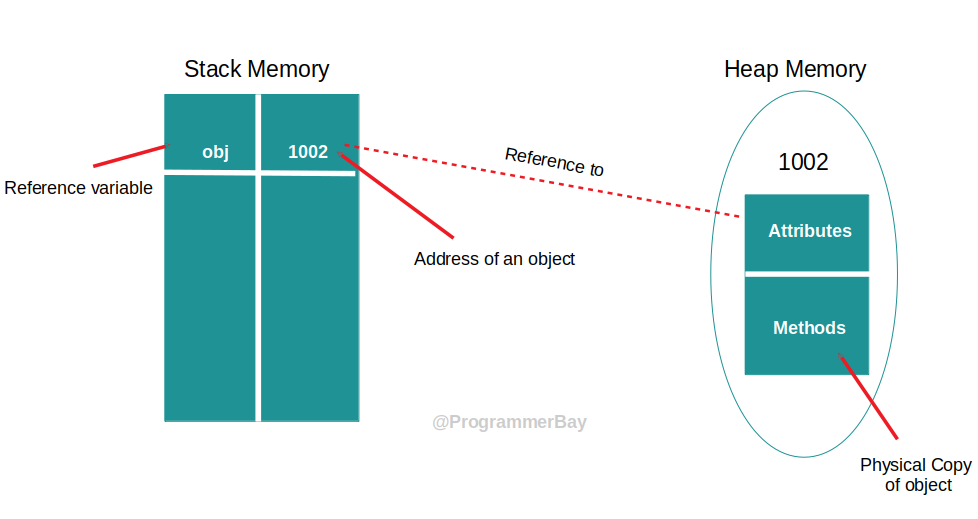 Stack Memory
Heap Memory
obj
1002
Reference to
1002
Reference variable
Attributes
Address of an object
Methods
@ProgrammerBay
Physical Copy
of object